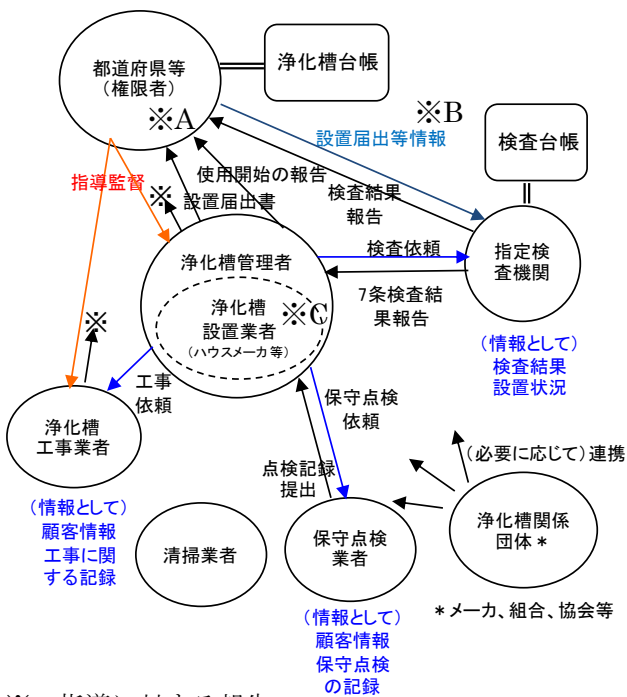 都道府県等
（権限者）
※A
浄化槽台帳
※B
設置届出等情報
検査台帳
指導監督
使用開始の報告
※
設置届出書
検査結果
報告
浄化槽管理者
検査依頼
指定検
査機関
浄化槽
設置業者
（ハウスメーカ等）
※C
7条検査結
果報告
※
（情報として）
検査結果
設置状況
工事
依頼
保守点検
依頼
浄化槽
工事業者
点検記録
提出
（必要に応じて）連携
（情報として）
顧客情報
工事に関
する記録
清掃業者
保守点検
業者
浄化槽関係
団体＊
＊メーカ、組合、協会等
（情報として）
顧客情報
保守点検
の記録